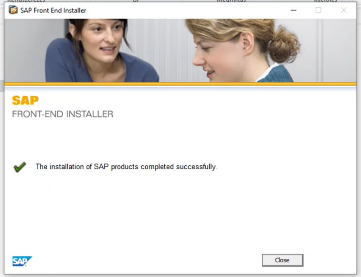 SAP Front End Installer
SAP
FRONT-END INSTALLER
The installation of SAP products completed successfully.
SAP
Close